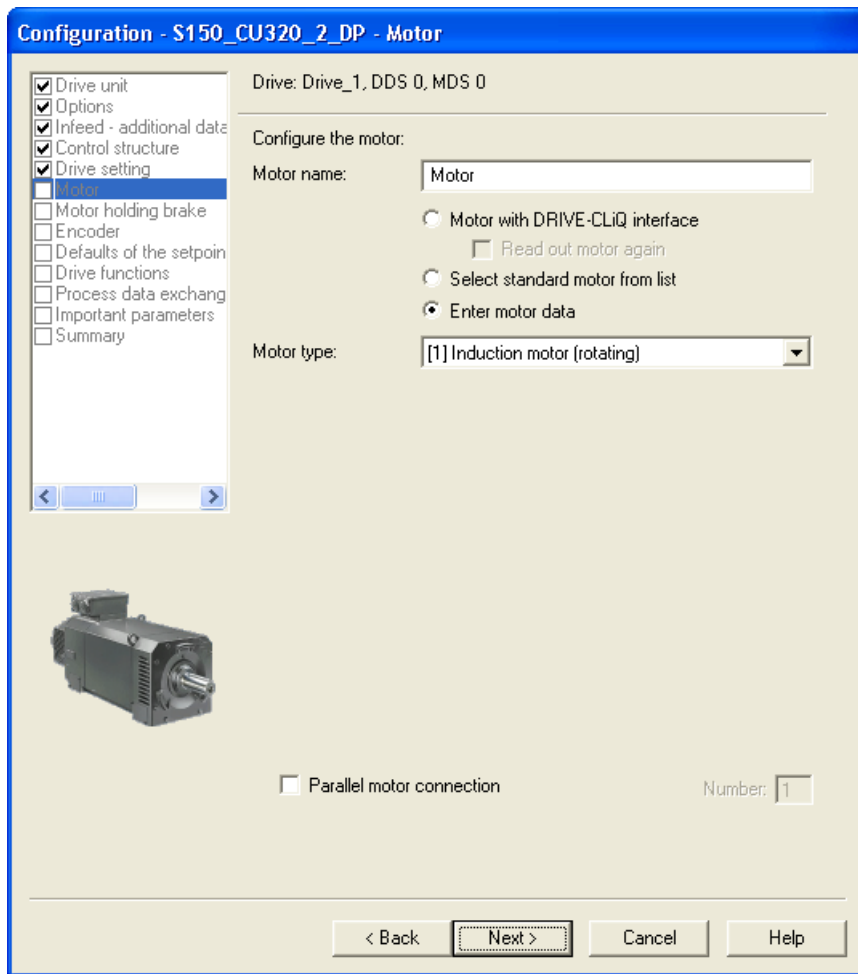 Configuration - S150_CU320_2_DP - Motor
Drive unit
Options
Infeed - additional data
Control structure
Drive setting
Motor
Motor holding brake
Encoder
Defaults of the setpoin
Drive functions
Process data exchang
Important parameters
Summary
Drive: Drive_1, DDS 0, MDS 0
Configure the motor:
Motor name: Motor
Motor with DRIVE-CLiQ interface
Read out motor again
Select standard motor from list
Enter motor data
Motor type: [1] Induction motor (rotating)
Parallel motor connection Number: 1
< Back Next > Cancel Help